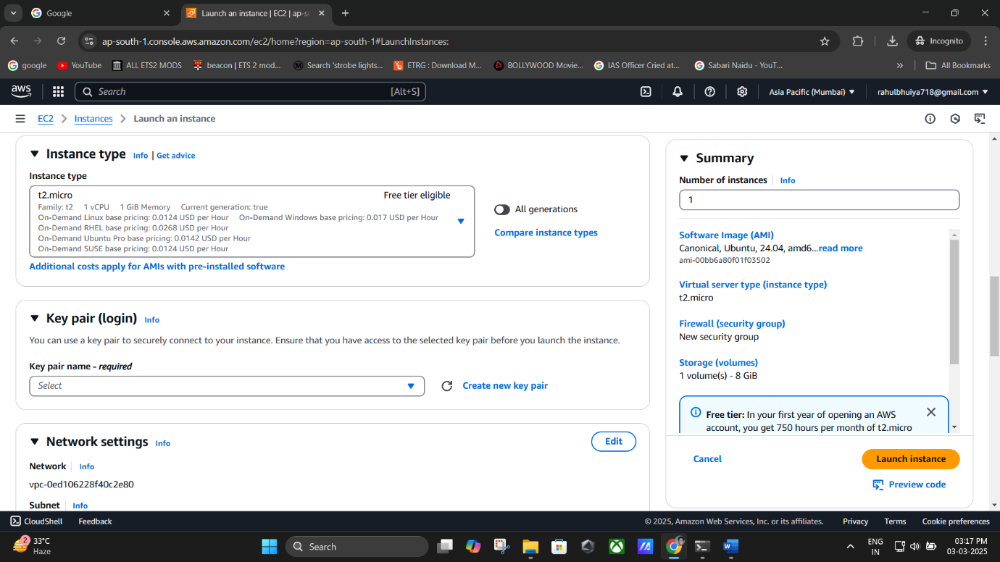 Google
Launch an instance | EC2 | ap-so
ap-south-1.console.aws.amazon.com/ec2/home?region=ap-south-1#LaunchInstances:
Incognito
google
YouTube
ALL ETS2 MODS
beacon | ETS 2 mod...
Search 'strobe lights...
ETRG : Download M...
BOLLYWOOD Movie...
IAS Officer Cried at...
Sabari Naidu - YouT...
All Bookmarks
aws
Search
[Alt+S]
Asia Pacific (Mumbai)
rahulbhuiya718@gmail.com
EC2
Instances
Launch an instance
Instance type
Info
Get advice
Instance type
t2.micro
Free tier eligible
Family: t2 1 vCPU 1 GiB Memory Current generation: true
On-Demand Linux base pricing: 0.0124 USD per Hour On-Demand Windows base pricing: 0.017 USD per Hour
On-Demand RHEL base pricing: 0.0268 USD per Hour
On-Demand Ubuntu Pro base pricing: 0.0142 USD per Hour
On-Demand SUSE base pricing: 0.0124 USD per Hour
All generations
Compare instance types
Additional costs apply for AMIs with pre-installed software
Key pair (login)
Info
You can use a key pair to securely connect to your instance. Ensure that you have access to the selected key pair before you launch the instance.
Key pair name - required
Select
Create new key pair
Network settings
Info
Edit
Network
Info
vpc-0ed106228f40c2e80
Subnet
Info
Summary
Number of instances
Info
1
Software Image (AMI)
Canonical, Ubuntu, 24.04, amd6...read more
ami-00bb6a80f01f03502
Virtual server type (instance type)
t2.micro
Firewall (security group)
New security group
Storage (volumes)
1 volume(s) - 8 GiB
Free tier: In your first year of opening an AWS
account, you get 750 hours per month of t2.micro
Cancel
Launch instance
Preview code
CloudShell
Feedback
© 2025, Amazon Web Services, Inc. or its affiliates.
Privacy
Terms
Cookie preferences
2
33°C
Haze
Search
ENG
IN
03:17 PM
03-03-2025